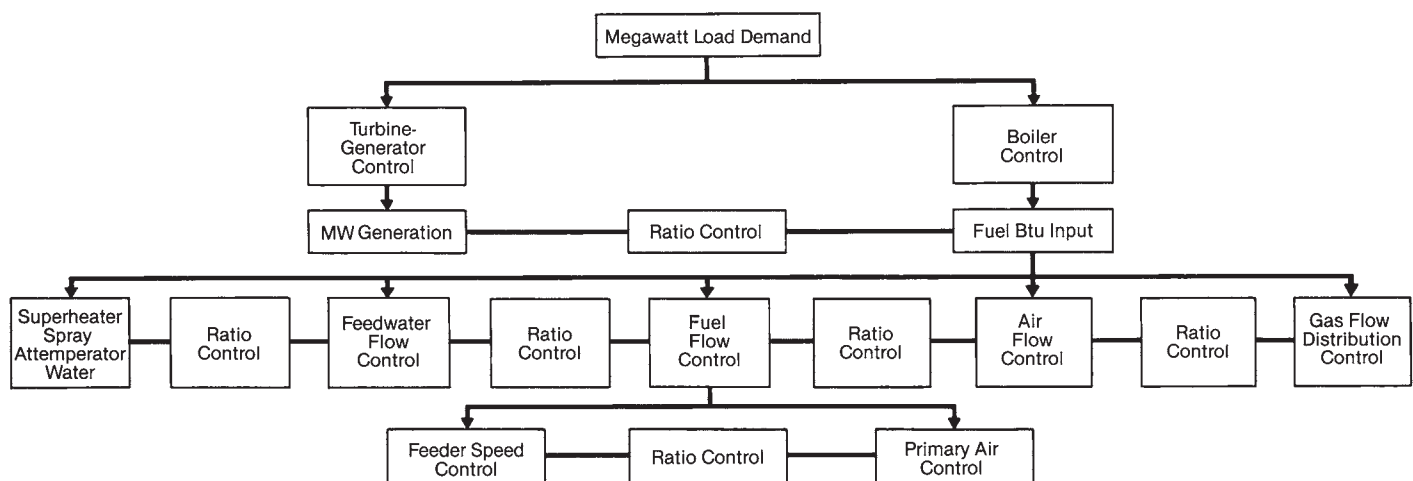 Megawatt Load Demand
Turbine-
Generator
Control
Boiler
Control
MW Generation
Ratio Control
Fuel Btu Input
Superheater
Spray
Attemperator
Water
Ratio
Control
Feedwater
Flow
Control
Ratio
Control
Fuel
Flow
Control
Ratio
Control
Air
Flow
Control
Ratio
Control
Gas Flow
Distribution
Control
Feeder Speed
Control
Ratio Control
Primary Air
Control